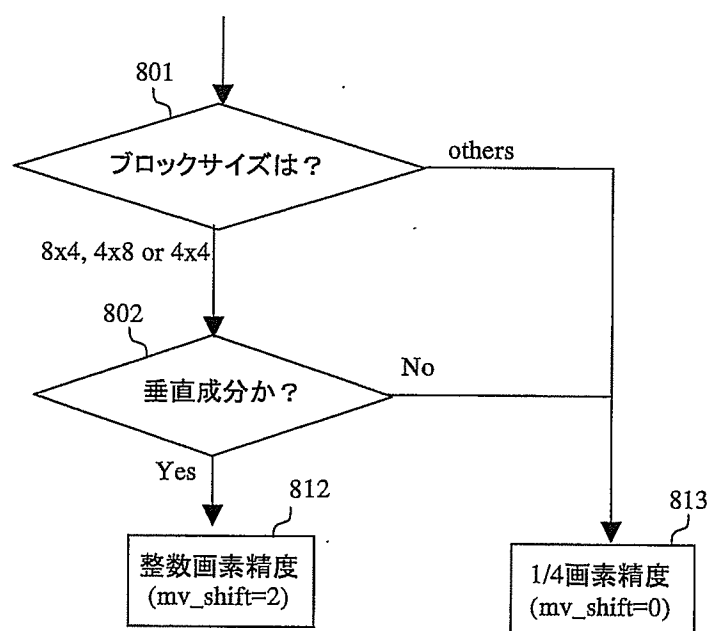 801
ブロックサイズは？
others
8x4, 4x8 or 4x4
802
垂直成分か？
No
Yes
812
整数画素精度
(mv_shift=2)
813
1/4画素精度
(mv_shift=0)